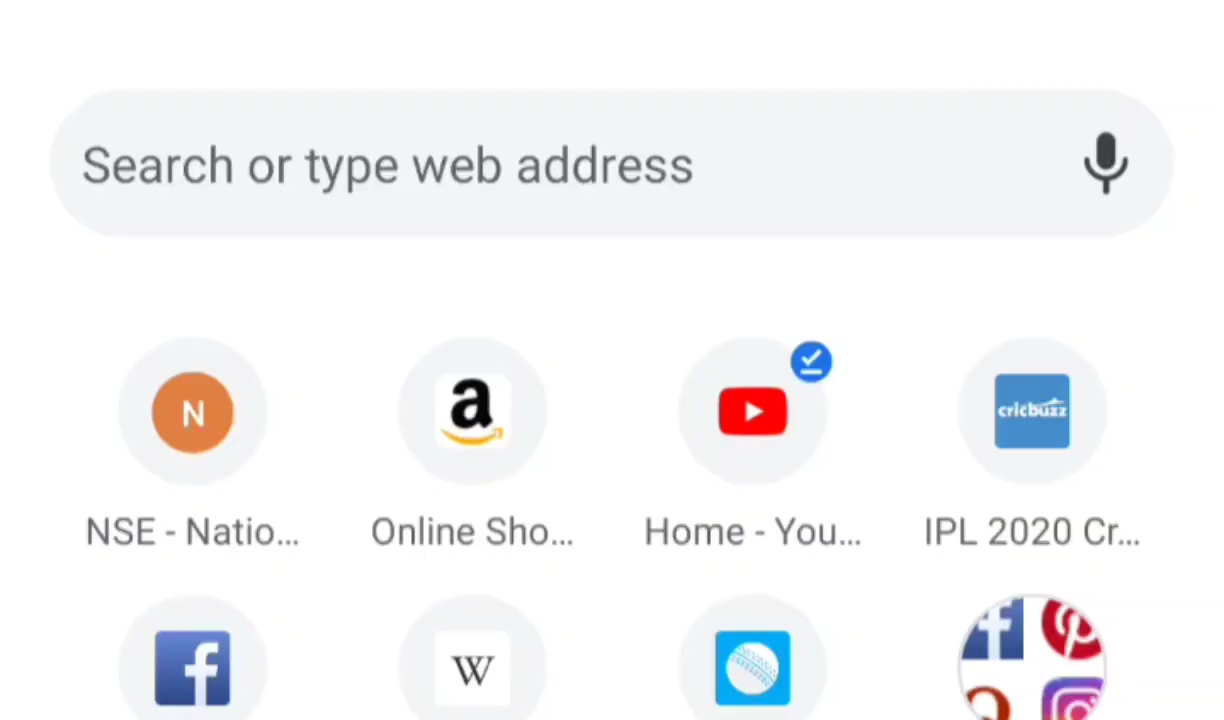 Search or type web address
N
a
cricbuzz
NSE - Natio...
Online Sho...
Home - You...
IPL 2020 Cr...
f
W
f